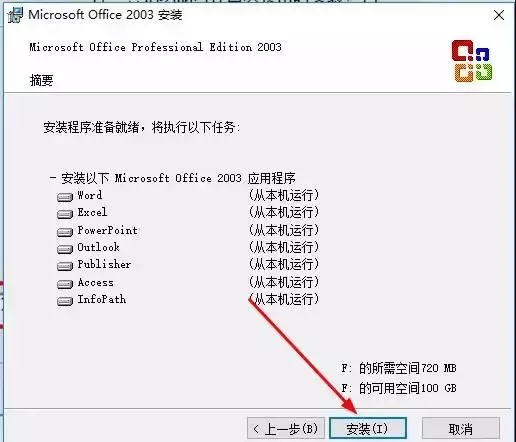 Microsoft Office 2003 安装
Microsoft Office Professional Edition 2003
摘要
安装程序准备就绪，将执行以下任务:
- 安装以下 Microsoft Office 2003 应用程序
Word (从本机运行)
Excel (从本机运行)
PowerPoint (从本机运行)
Outlook (从本机运行)
Publisher (从本机运行)
Access (从本机运行)
InfoPath (从本机运行)
F: 的所需空间720 MB
F: 的可用空间100 GB
< 上一步(B) 安装(I) 取消